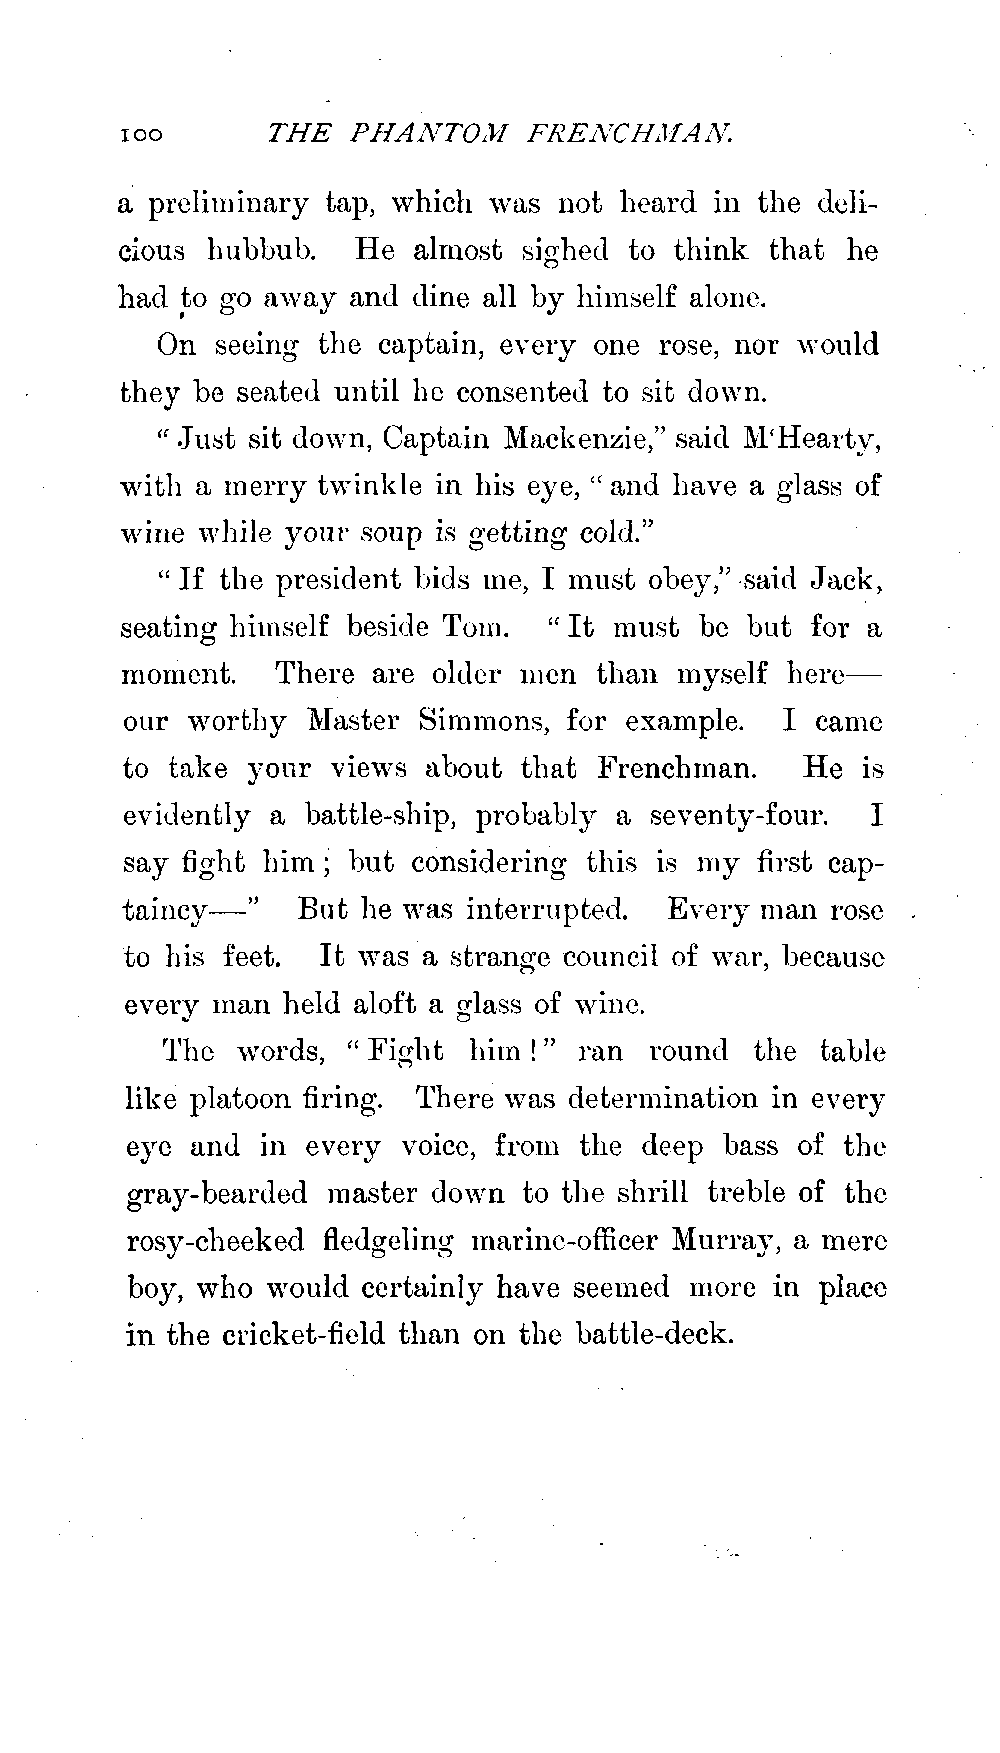 100 THE PHANTOM FRENCHMAN.
a preliminary tap, which was not heard in the deli-
cious hubbub. He almost sighed to think that he
had to go away and dine all by himself alone.
On seeing the captain, every one rose, nor would
they be seated until he consented to sit down.
“Just sit down, Captain Mackenzie,” said M‘Hearty,
with a merry twinkle in his eye, “and have a glass of
wine while your soup is getting cold.”
“If the president bids me, I must obey,” said Jack,
seating himself beside Tom. “It must be but for a
moment. There are older men than myself here—
our worthy Master Simmons, for example. I came
to take your views about that Frenchman. He is
evidently a battle-ship, probably a seventy-four. I
say fight him; but considering this is my first cap-
taincy—” But he was interrupted. Every man rose
to his feet. It was a strange council of war, because
every man held aloft a glass of wine.
The words, “Fight him!” ran round the table
like platoon firing. There was determination in every
eye and in every voice, from the deep bass of the
gray-bearded master down to the shrill treble of the
rosy-cheeked fledgeling marine-officer Murray, a mere
boy, who would certainly have seemed more in place
in the cricket-field than on the battle-deck.